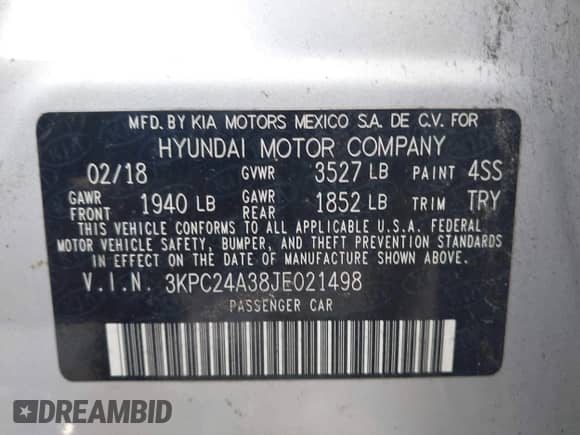 MFD. BY KIA MOTORS MEXICO S.A. DE C.V. FOR
HYUNDAI MOTOR COMPANY
02/18 GVWR 3527 LB PAINT 4SS
GAWR FRONT 1940 LB GAWR REAR 1852 LB TRIM TRY
THIS VEHICLE CONFORMS TO ALL APPLICABLE U.S.A. FEDERAL
MOTOR VEHICLE SAFETY, BUMPER, AND THEFT PREVENTION STANDARDS
IN EFFECT ON THE DATE OF MANUFACTURE SHOWN ABOVE.
V.I.N. 3KPC24A38JE021498
PASSENGER CAR
DREAMBID